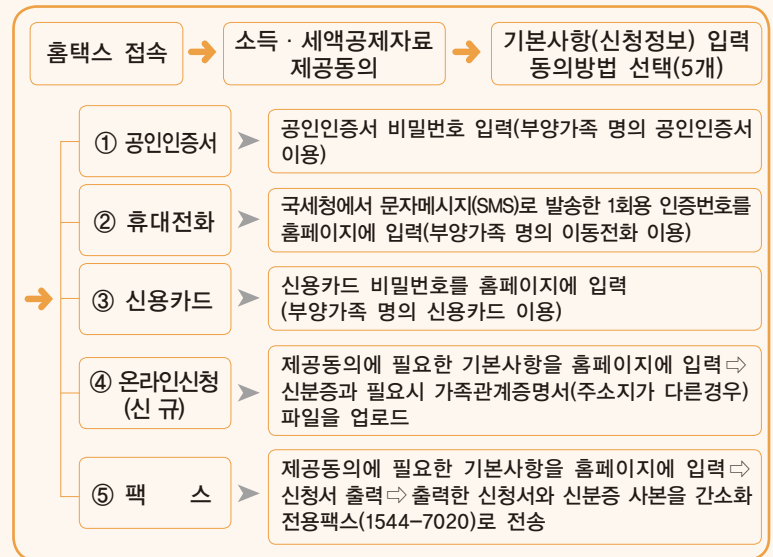 홈택스 접속 ➜ 소득 · 세액공제자료 제공동의 ➜ 기본사항(신청정보) 입력 동의방법 선택(5개)
① 공인인증서
공인인증서 비밀번호 입력(부양가족 명의 공인인증서
이용)
② 휴대전화
국세청에서 문자메시지(SMS)로 발송한 1회용 인증번호를
홈페이지에 입력(부양가족 명의 이동전화 이용)
③ 신용카드
신용카드 비밀번호를 홈페이지에 입력
(부양가족 명의 신용카드 이용)
④ 온라인신청
(신 규)
제공동의에 필요한 기본사항을 홈페이지에 입력⇨
신분증과 필요시 가족관계증명서(주소지가 다른경우)
파일을 업로드
⑤ 팩 스
제공동의에 필요한 기본사항을 홈페이지에 입력⇨
신청서 출력⇨출력한 신청서와 신분증 사본을 간소화
전용팩스(1544-7020)로 전송